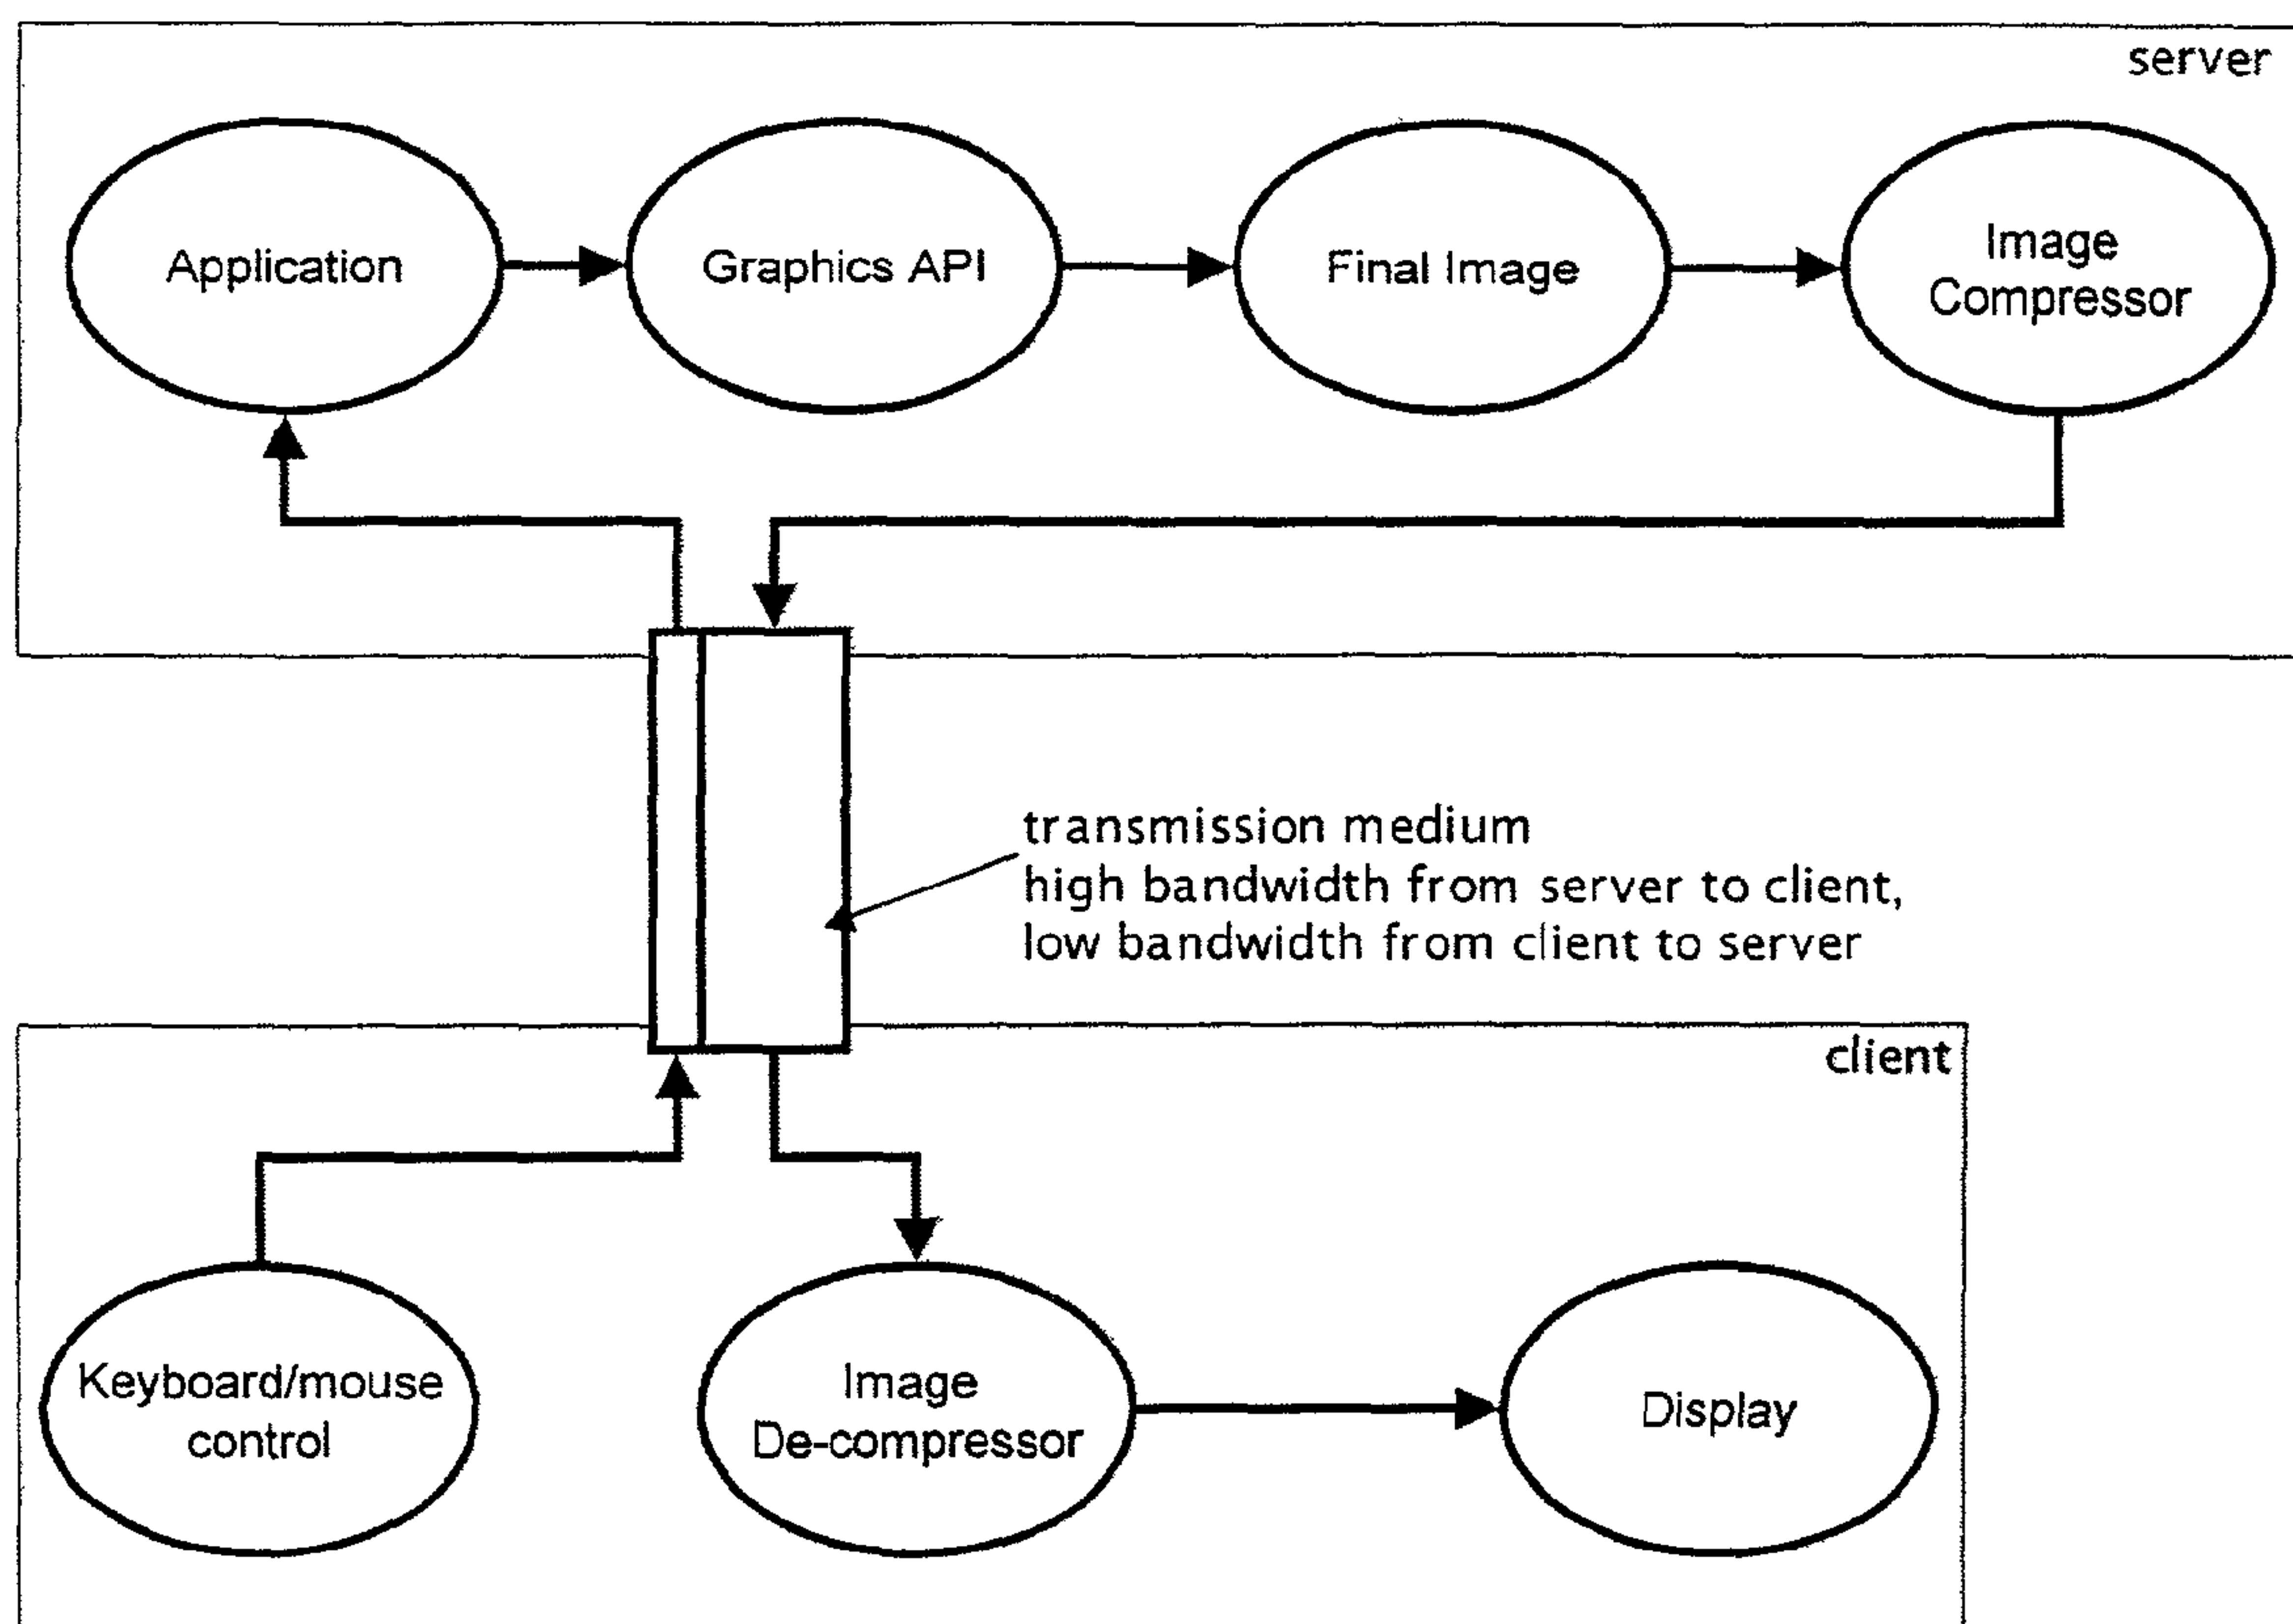 server
Application
Graphics API
Final Image
Image
Compressor
transmission medium
high bandwidth from server to client,
low bandwidth from client to server
client
Keyboard/mouse
control
Image
De-compressor
Display